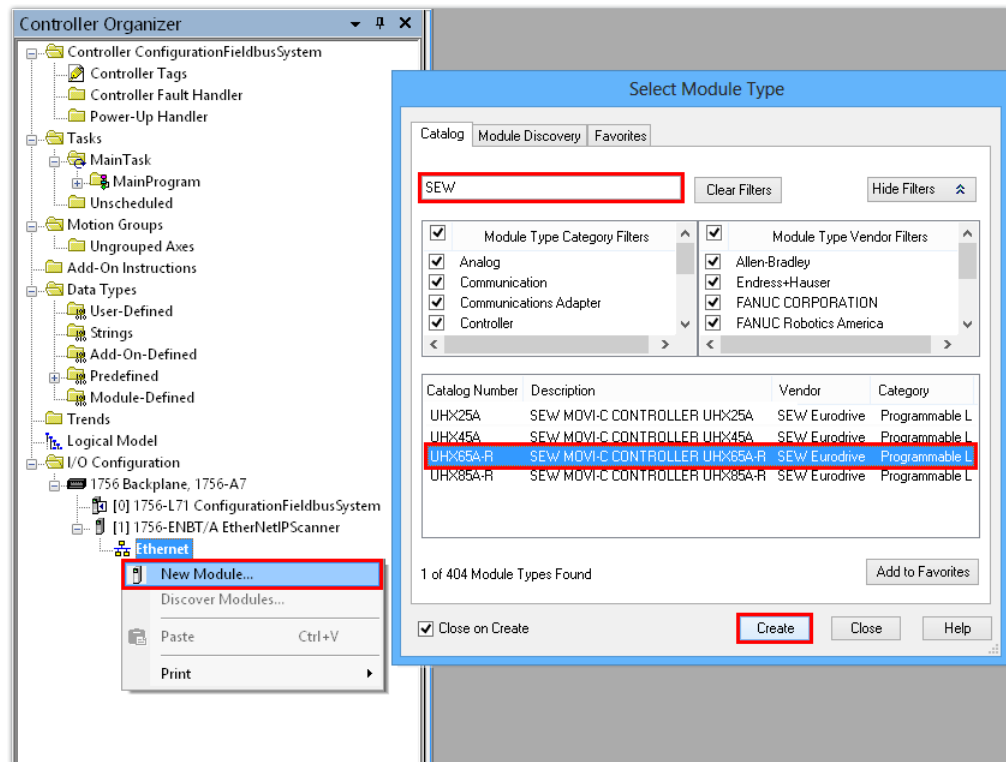 Controller Organizer
Controller ConfigurationFieldbusSystem
Controller Tags
Controller Fault Handler
Power-Up Handler
Tasks
MainTask
MainProgram
Unscheduled
Motion Groups
Ungrouped Axes
Add-On Instructions
Data Types
User-Defined
Strings
Add-On-Defined
Predefined
Module-Defined
Trends
Logical Model
I/O Configuration
1756 Backplane, 1756-A7
[0] 1756-L71 ConfigurationFieldbusSystem
[1] 1756-ENBT/A EtherNetIPScanner
Ethernet
New Module...
Discover Modules...
Paste Ctrl+V
Print
Select Module Type
Catalog Module Discovery Favorites
SEW Clear Filters Hide Filters
Module Type Category Filters
Analog
Communication
Communications Adapter
Controller
Module Type Vendor Filters
Allen-Bradley
Endress+Hauser
FANUC CORPORATION
FANUC Robotics America
Catalog Number Description Vendor Category
UHX25A SEW MOVI-C CONTROLLER UHX25A SEW Eurodrive Programmable L
UHX45A SEW MOVI-C CONTROLLER UHX45A SEW Eurodrive Programmable L
UHX65A-R SEW MOVI-C CONTROLLER UHX65A-R SEW Eurodrive Programmable L
UHX85A-R SEW MOVI-C CONTROLLER UHX85A-R SEW Eurodrive Programmable L
1 of 404 Module Types Found Add to Favorites
Close on Create Create Close Help